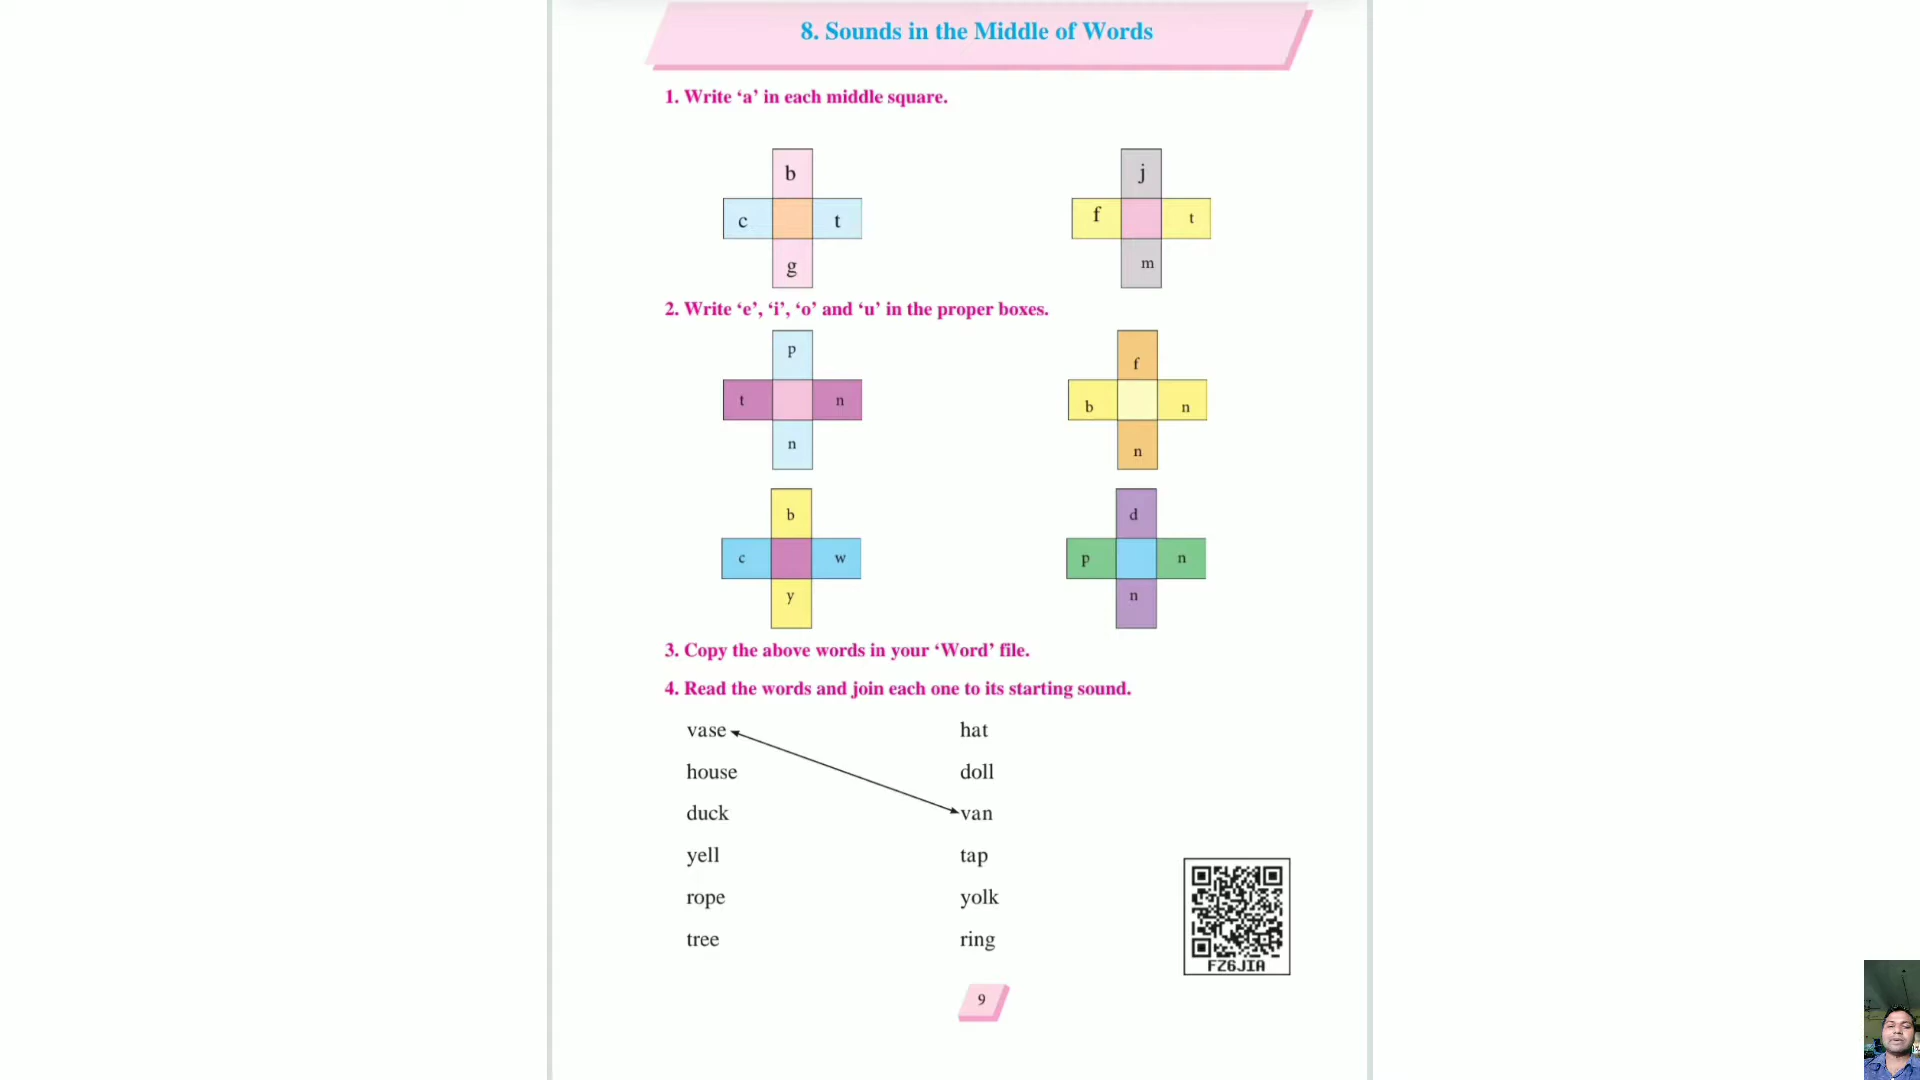 8. Sounds in the Middle of Words
1. Write ‘a’ in each middle square.
b
c t
g
j
f t
m
2. Write ‘e’, ‘i’, ‘o’ and ‘u’ in the proper boxes.
p
t n
n
f
b n
n
b
c w
y
d
p n
n
3. Copy the above words in your ‘Word’ file.
4. Read the words and join each one to its starting sound.
vase hat
house doll
duck van
yell tap
rope yolk
tree ring
FZ6JIA
9